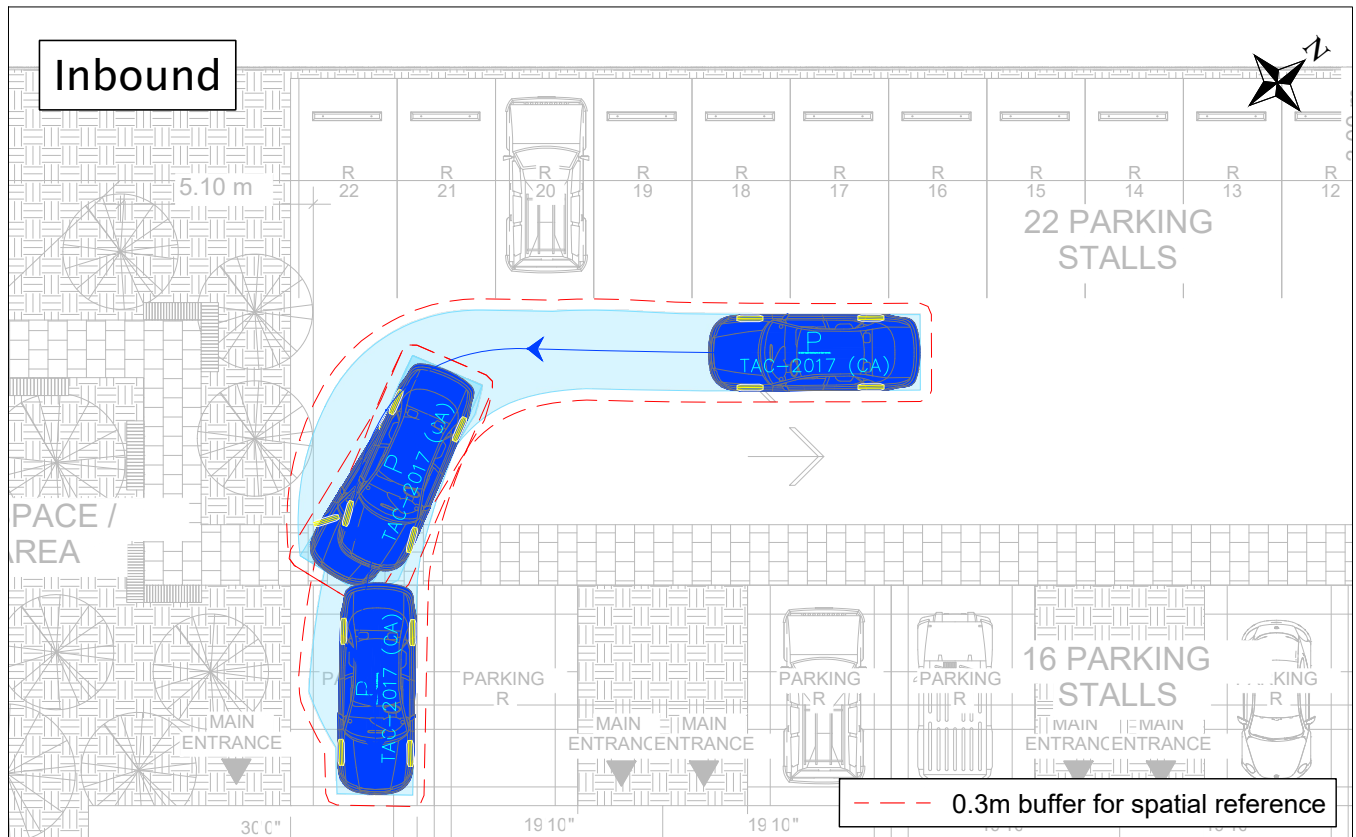 Inbound
N
5.10 m
R
22
R
21
R
20
R
19
R
18
R
17
R
16
R
15
R
14
R
13
R
12
22 PARKING
STALLS
P
TAC-2017 (CA)
P
TAC-2017 (CA)
P
TAC-2017 (CA)
PACE /
AREA
PARKING
R
PARKING
R
PARKING
R
16 PARKING
STALLS
KING
R
MAIN
ENTRANCE
MAIN
ENTRANCE
MAIN
ENTRANCE
MAIN
ENTRANCE
MAIN
ENTRANCE
0.3m buffer for spatial reference
19 10"
19 10"